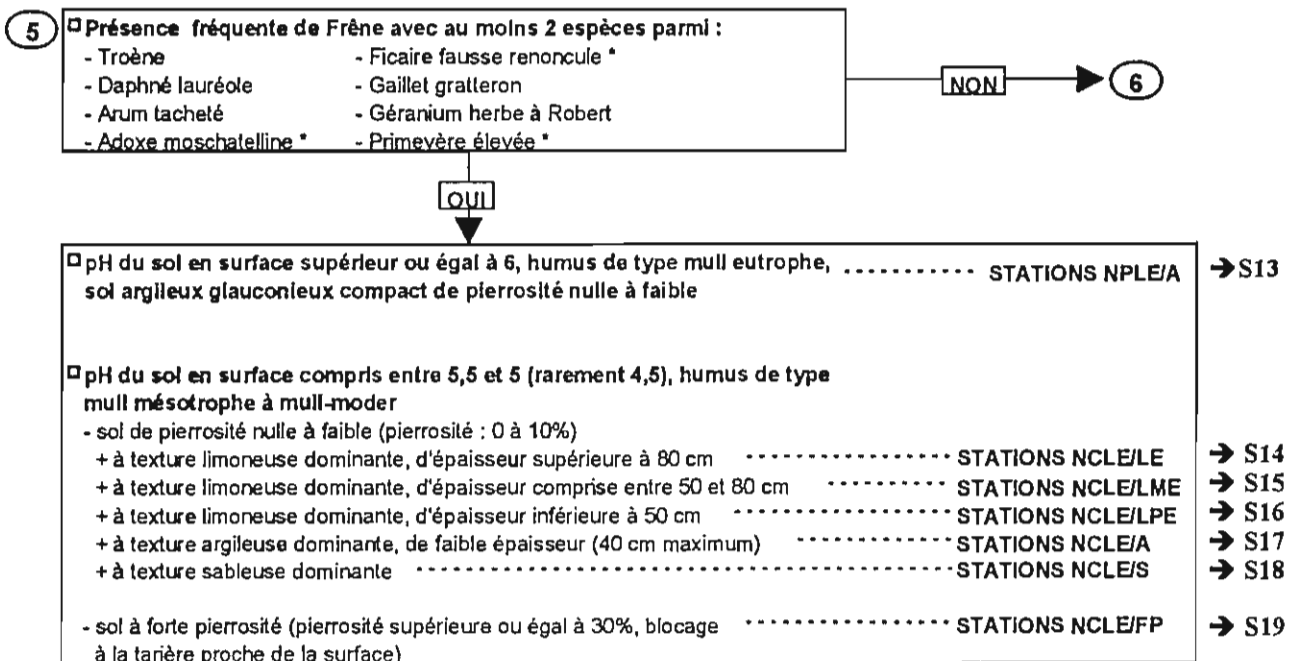 5
Présence fréquente de Frêne avec au moins 2 espèces parmi :
- Troène - Ficaire fausse renoncule *
- Daphné lauréole - Gaillet gratteron
- Arum tacheté - Géranium herbe à Robert
- Adoxe moschatelline * - Primevère élevée *
NON
6
OUI
pH du sol en surface supérieur ou égal à 6, humus de type mull eutrophe, ........... STATIONS NPLE/A → S13
sol argileux glauconieux compact de pierrosité nulle à faible
pH du sol en surface compris entre 5,5 et 5 (rarement 4,5), humus de type
mull mésotrophe à mull-moder
- sol de pierrosité nulle à faible (pierrosité : 0 à 10%)
+ à texture limoneuse dominante, d'épaisseur supérieure à 80 cm ................. STATIONS NCLE/LE → S14
+ à texture limoneuse dominante, d'épaisseur comprise entre 50 et 80 cm .......... STATIONS NCLE/LME → S15
+ à texture limoneuse dominante, d'épaisseur inférieure à 50 cm ................ STATIONS NCLE/LPE → S16
+ à texture argileuse dominante, de faible épaisseur (40 cm maximum) ............. STATIONS NCLE/A → S17
+ à texture sableuse dominante ................................................ STATIONS NCLE/S → S18
- sol à forte pierrosité (pierrosité supérieure ou égal à 30%, blocage ................. STATIONS NCLE/FP → S19
à la tarière proche de la surface)